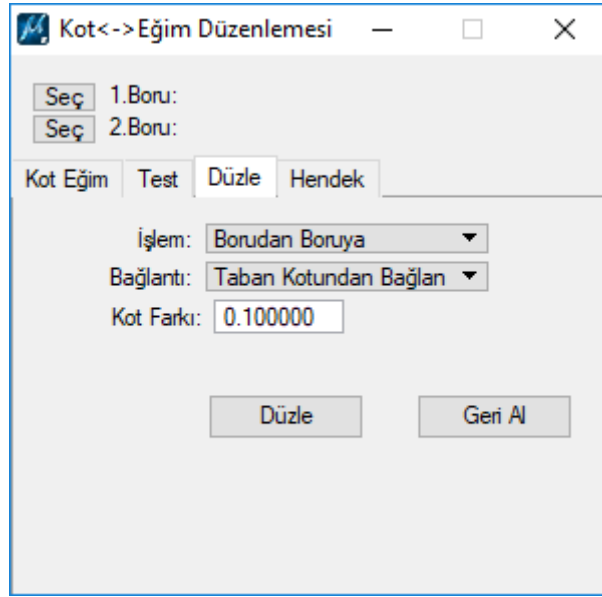 Kot<->Eğim Düzenlemesi
Seç 1.Boru:
Seç 2.Boru:
Kot Eğim Test Düzle Hendek
İşlem: Borudan Boruya
Bağlantı: Taban Kotundan Bağlan
Kot Farkı: 0.100000
Düzle Geri Al